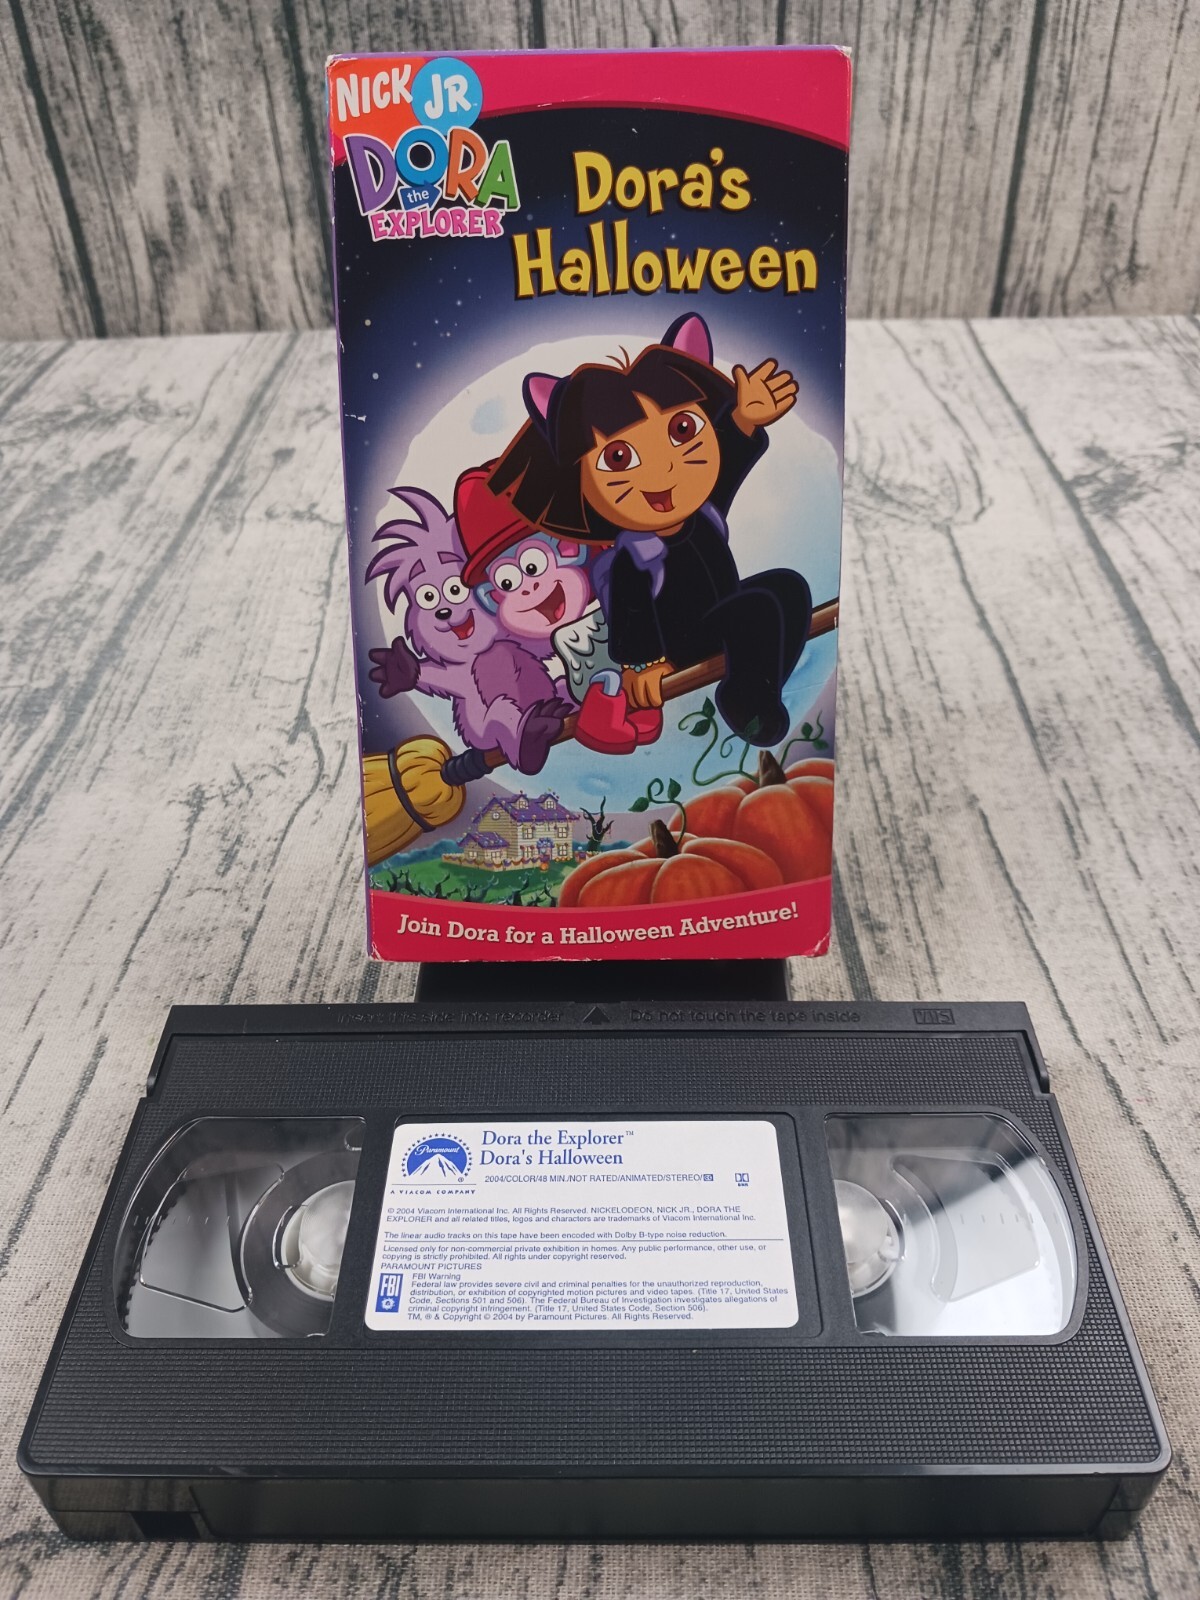 NICK JR
DORA
the
EXPLORER
Dora's
Halloween
Join Dora for a Halloween Adventure!
Insert this side into recorder Do not touch the tape inside VHS
Paramount
A VIACOM COMPANY
Dora the Explorer™
Dora's Halloween
2004/COLOR/48 MIN./NOT RATED/ANIMATED/STEREO/
© 2004 Viacom International Inc. All Rights Reserved. NICKELODEON, NICK JR., DORA THE
EXPLORER and all related titles, logos and characters are trademarks of Viacom International Inc.
The linear audio tracks on this tape have been encoded with Dolby B-type noise reduction.
Licensed only for non-commercial private exhibition in homes. Any public performance, other use, or
copying is strictly prohibited. All rights under copyright reserved.
PARAMOUNT PICTURES
FBI
FBI Warning
Federal law provides severe civil and criminal penalties for the unauthorized reproduction,
distribution, or exhibition of copyrighted motion pictures and video tapes. (Title 17, United States
Code, Sections 501 and 506). The Federal Bureau of Investigation investigates allegations of
criminal copyright infringement. (Title 17, United States Code, Section 506).
TM, ® & Copyright © 2004 by Paramount Pictures. All Rights Reserved.